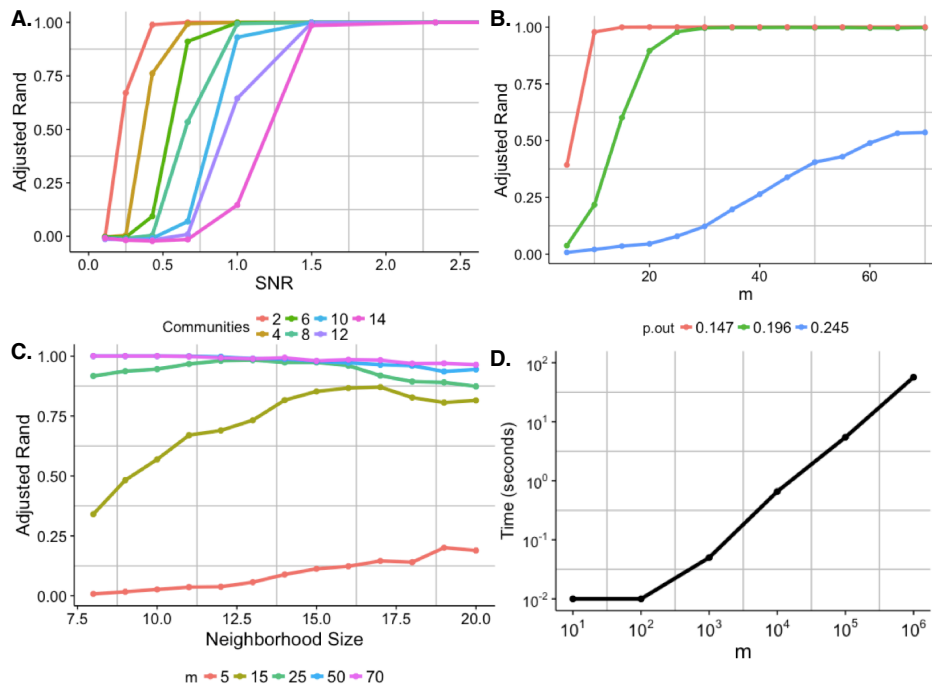 A.
Adjusted Rand
1.00
0.75
0.50
0.25
0.00
0.0 0.5 1.0 1.5 2.0 2.5
SNR
Communities 2 6 10 14
4 8 12
B.
Adjusted Rand
1.00
0.75
0.50
0.25
0.00
20 40 60
m
p.out 0.147 0.196 0.245
C.
Adjusted Rand
1.00
0.75
0.50
0.25
0.00
7.5 10.0 12.5 15.0 17.5 20.0
Neighborhood Size
m 5 15 25 50 70
D.
Time (seconds)
10^2
10^1
10^0
10^-1
10^-2
10^1 10^2 10^3 10^4 10^5 10^6
m